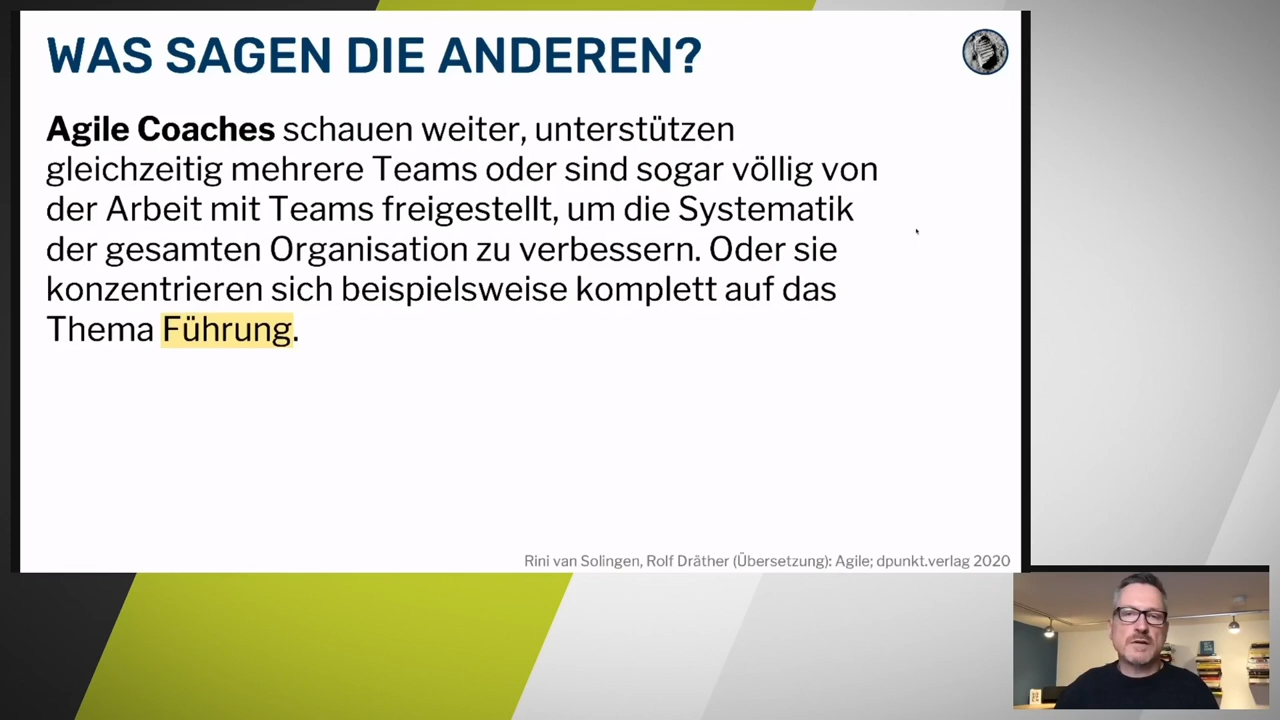 WAS SAGEN DIE ANDEREN?
Agile Coaches schauen weiter, unterstützen
gleichzeitig mehrere Teams oder sind sogar völlig von
der Arbeit mit Teams freigestellt, um die Systematik
der gesamten Organisation zu verbessern. Oder sie
konzentrieren sich beispielsweise komplett auf das
Thema Führung.
Rini van Solingen, Rolf Dräther (Übersetzung): Agile; dpunkt.verlag 2020